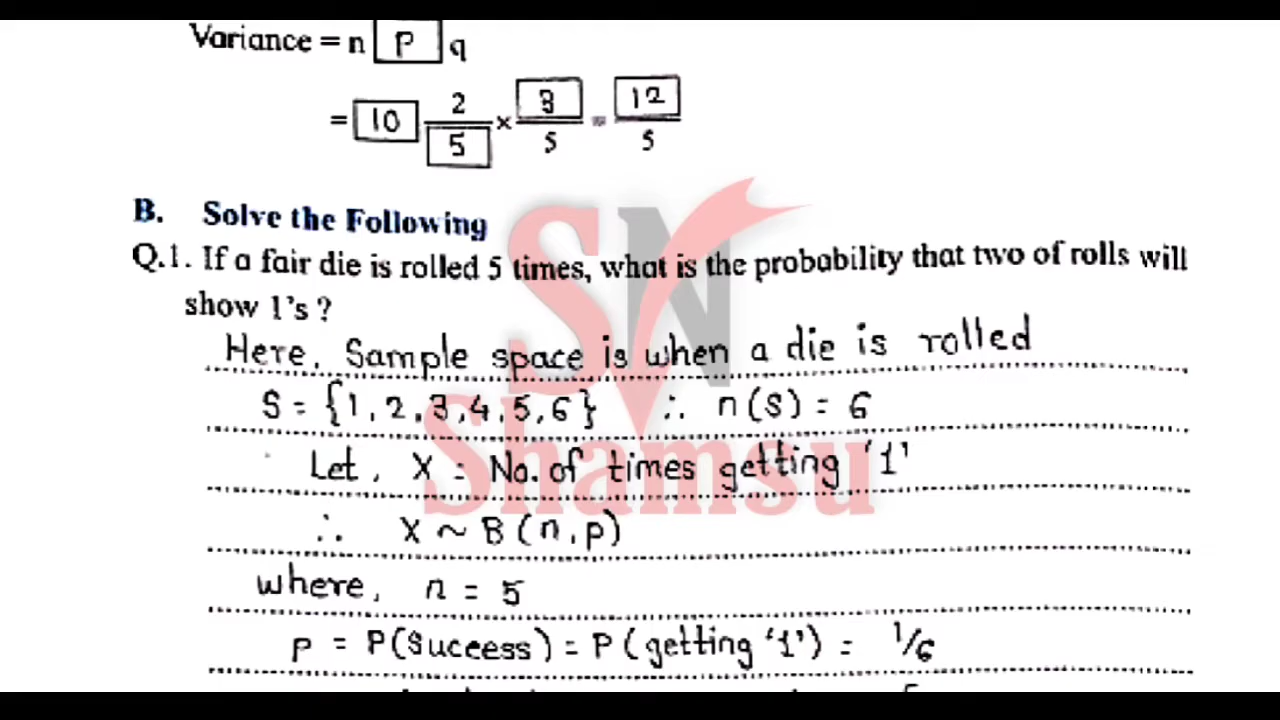 Variance = n p q
= 10 2/5 × 3/5 = 12/5
B. Solve the Following
Q.1. If a fair die is rolled 5 times, what is the probability that two of rolls will
show 1's ?
Here, Sample space is when a die is rolled
S = {1, 2, 3, 4, 5, 6} ∴ n(S) = 6
Let, X = No. of times getting '1'
∴ X ~ B(n, p)
where, n = 5
p = P(Success) = P(getting '1') = 1/6
SN
Shamsu